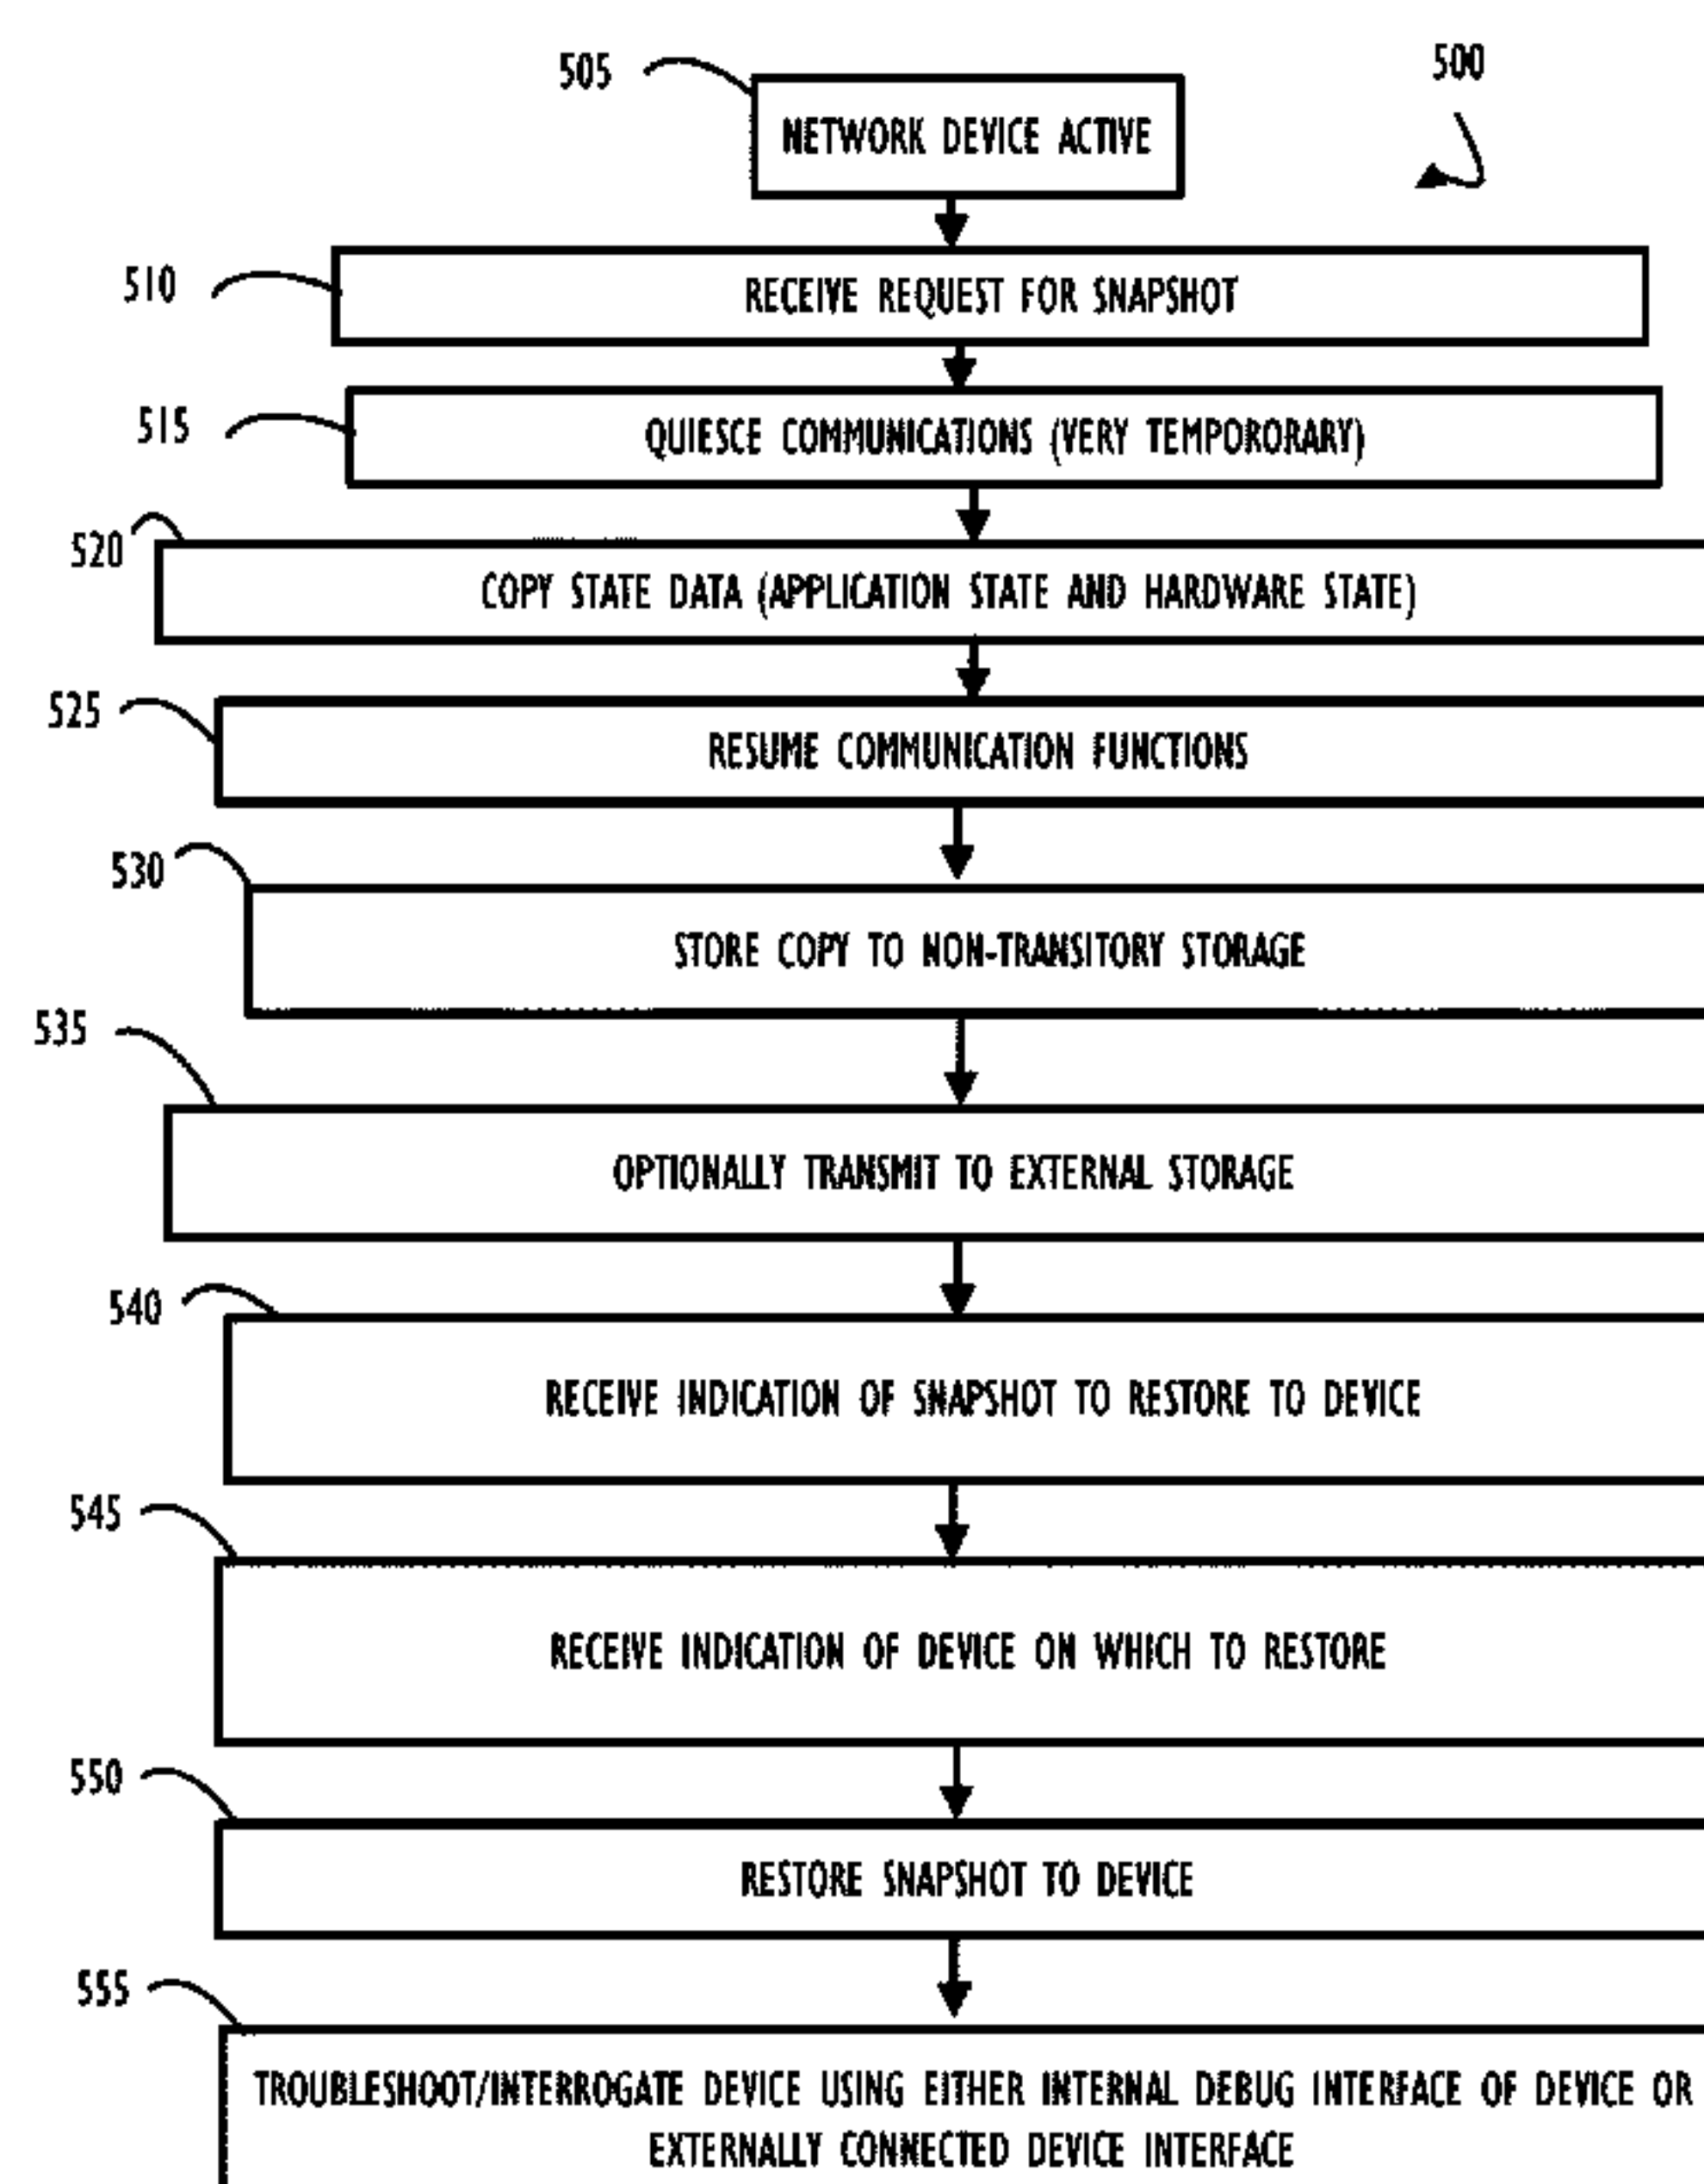 505
500
NETWORK DEVICE ACTIVE
510
RECEIVE REQUEST FOR SNAPSHOT
515
QUIESCE COMMUNICATIONS (VERY TEMPORORARY)
520
COPY STATE DATA (APPLICATION STATE AND HARDWARE STATE)
525
RESUME COMMUNICATION FUNCTIONS
530
STORE COPY TO NON-TRANSITORY STORAGE
535
OPTIONALLY TRANSMIT TO EXTERNAL STORAGE
540
RECEIVE INDICATION OF SNAPSHOT TO RESTORE TO DEVICE
545
RECEIVE INDICATION OF DEVICE ON WHICH TO RESTORE
550
RESTORE SNAPSHOT TO DEVICE
555
TROUBLESHOOT/INTERROGATE DEVICE USING EITHER INTERNAL DEBUG INTERFACE OF DEVICE OR
EXTERNALLY CONNECTED DEVICE INTERFACE